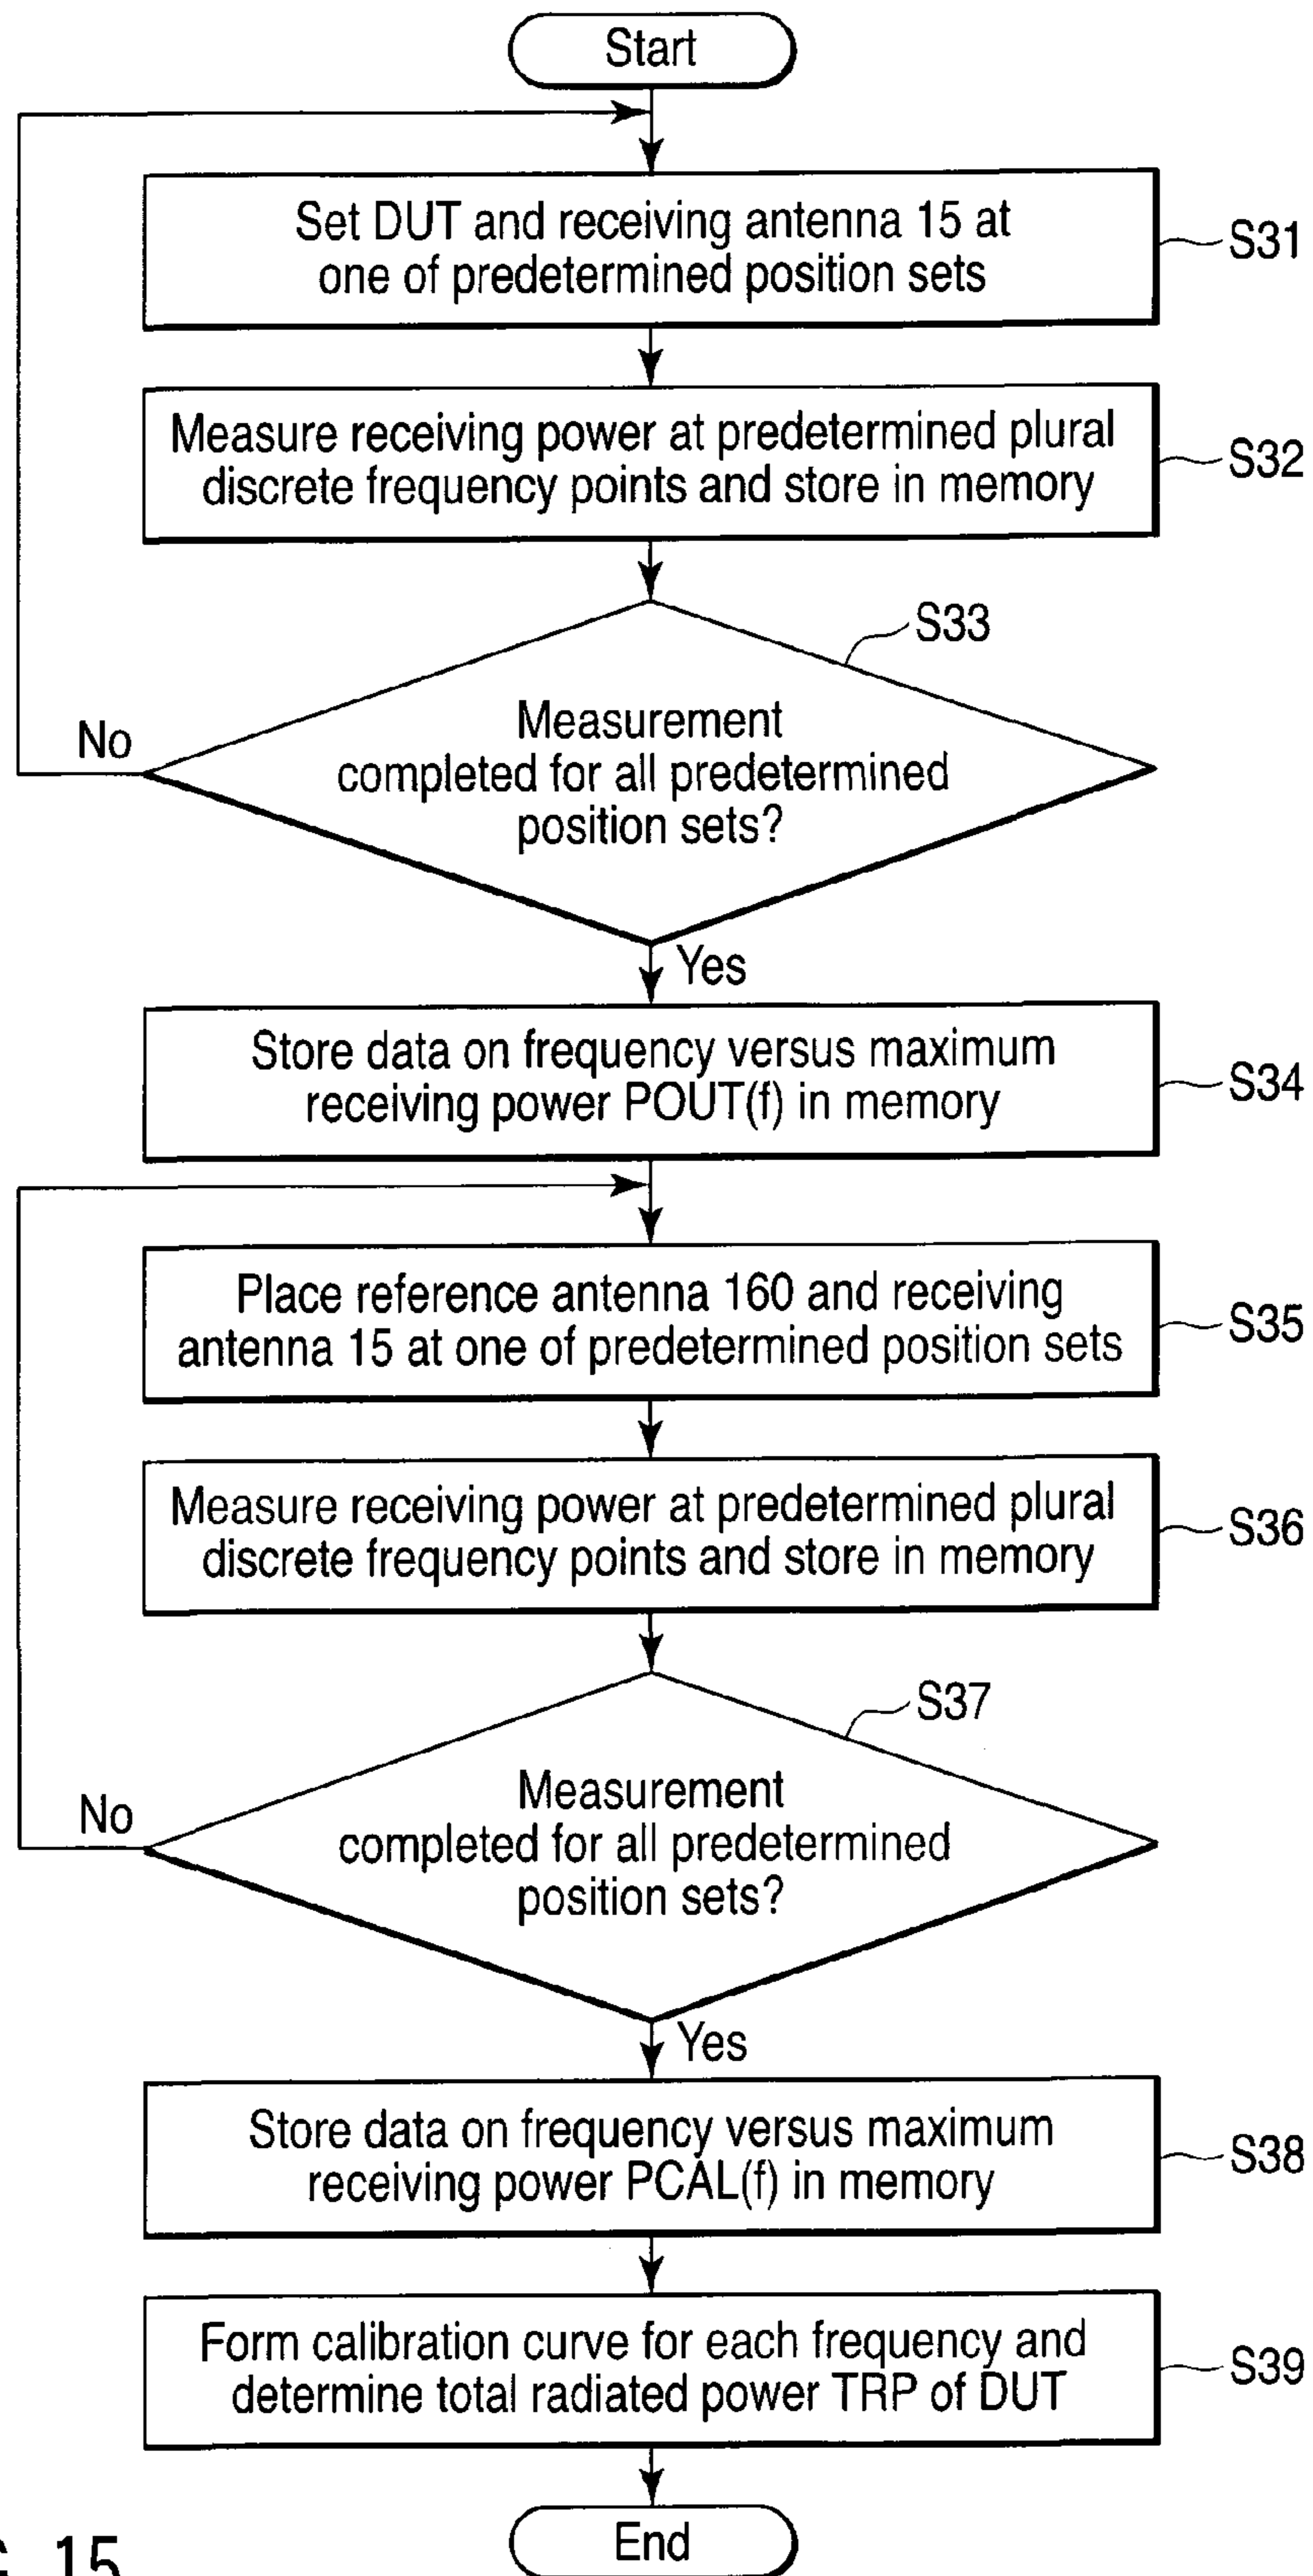 Start
Set DUT and receiving antenna 15 at
one of predetermined position sets
S31
Measure receiving power at predetermined plural
discrete frequency points and store in memory
S32
S33
Measurement
completed for all predetermined
position sets?
No
Yes
Store data on frequency versus maximum
receiving power POUT(f) in memory
S34
Place reference antenna 160 and receiving
antenna 15 at one of predetermined position sets
S35
Measure receiving power at predetermined plural
discrete frequency points and store in memory
S36
S37
Measurement
completed for all predetermined
position sets?
No
Yes
Store data on frequency versus maximum
receiving power PCAL(f) in memory
S38
Form calibration curve for each frequency and
determine total radiated power TRP of DUT
S39
End
15